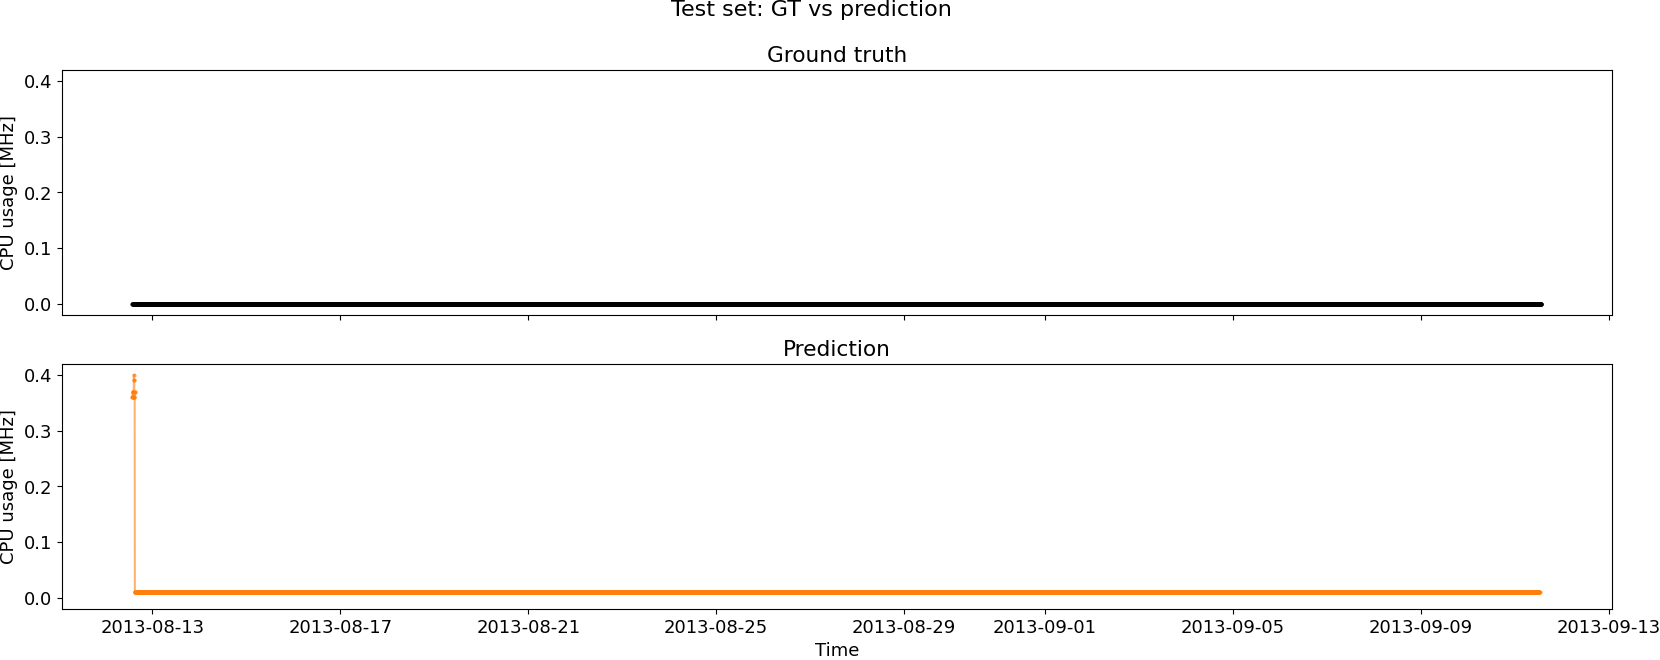 Test set: GT vs prediction
Ground truth
CPU usage [MHz]
0.4
0.3
0.2
0.1
0.0
Prediction
CPU usage [MHz]
0.4
0.3
0.2
0.1
0.0
2013-08-13 2013-08-17 2013-08-21 2013-08-25 2013-08-29 2013-09-01 2013-09-05 2013-09-09 2013-09-13
Time